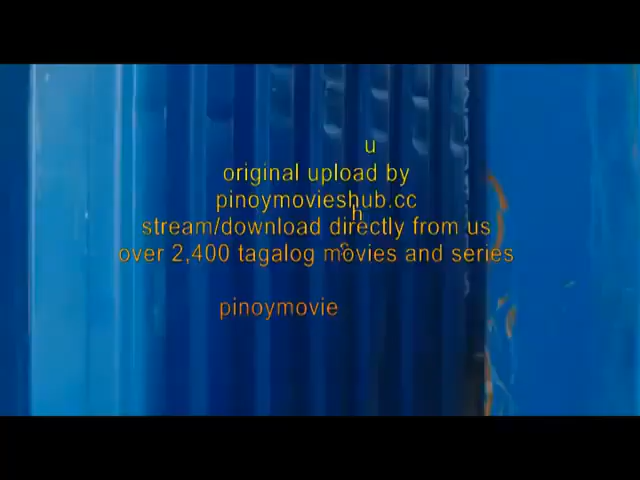 u
original upload by
pinoymovieshub.cc
h
stream/download directly from us
s
over 2,400 tagalog movies and series
pinoymovie